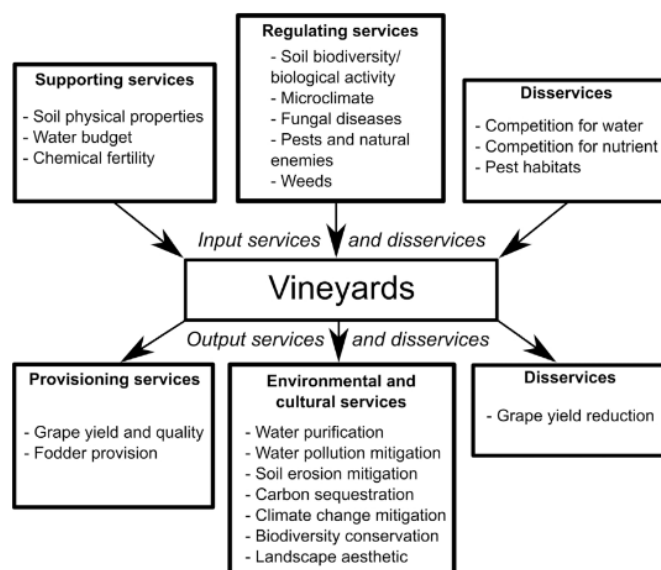 Supporting services
- Soil physical properties
- Water budget
- Chemical fertility
Regulating services
- Soil biodiversity/
biological activity
- Microclimate
- Fungal diseases
- Pests and natural
enemies
- Weeds
Disservices
- Competition for water
- Competition for nutrient
- Pest habitats
Input services and disservices
Vineyards
Output services and disservices
Provisioning services
- Grape yield and quality
- Fodder provision
Environmental and
cultural services
- Water purification
- Water pollution mitigation
- Soil erosion mitigation
- Carbon sequestration
- Climate change mitigation
- Biodiversity conservation
- Landscape aesthetic
Disservices
- Grape yield reduction